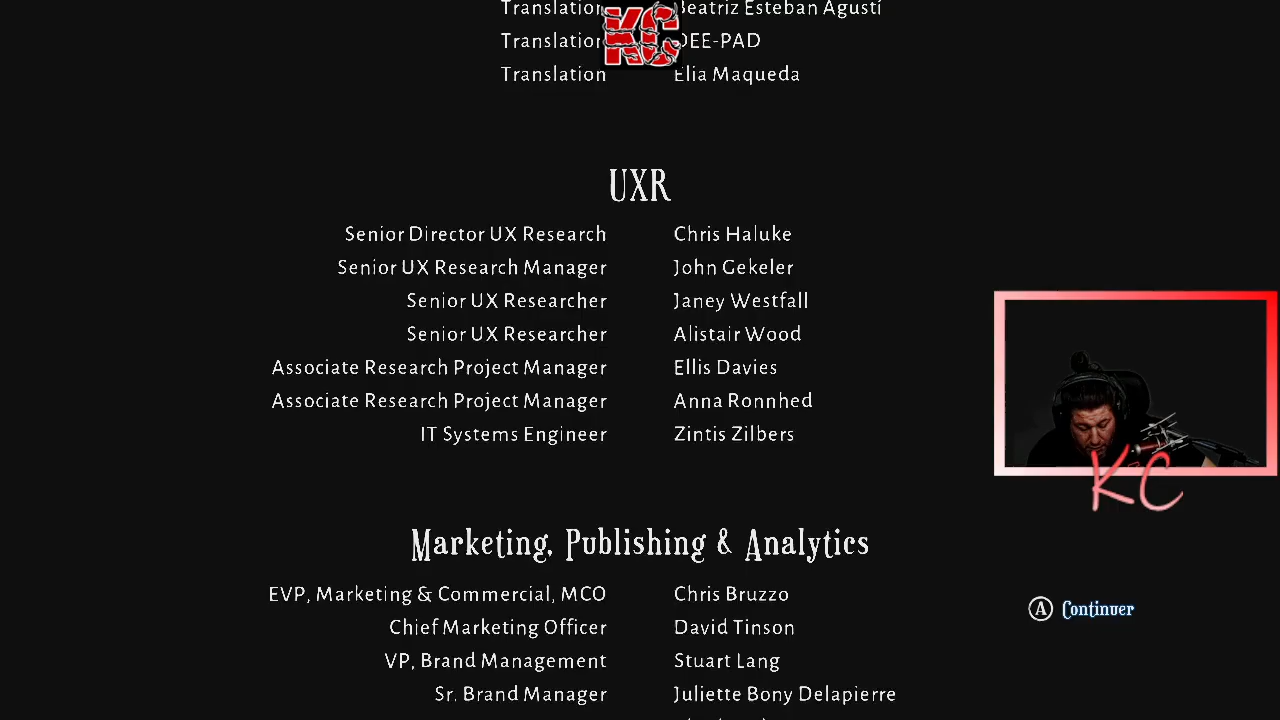 Translation Beatriz Esteban Agustí
KC
Translation DEE-PAD
Translation Elia Maqueda
UXR
Senior Director UX Research Chris Haluke
Senior UX Research Manager John Gekeler
Senior UX Researcher Janey Westfall
Senior UX Researcher Alistair Wood
Associate Research Project Manager Ellis Davies
Associate Research Project Manager Anna Ronnhed
IT Systems Engineer Zintis Zilbers
KC
Marketing, Publishing & Analytics
EVP, Marketing & Commercial, MCO Chris Bruzzo
A Continuer
Chief Marketing Officer David Tinson
VP, Brand Management Stuart Lang
Sr. Brand Manager Juliette Bony Delapierre